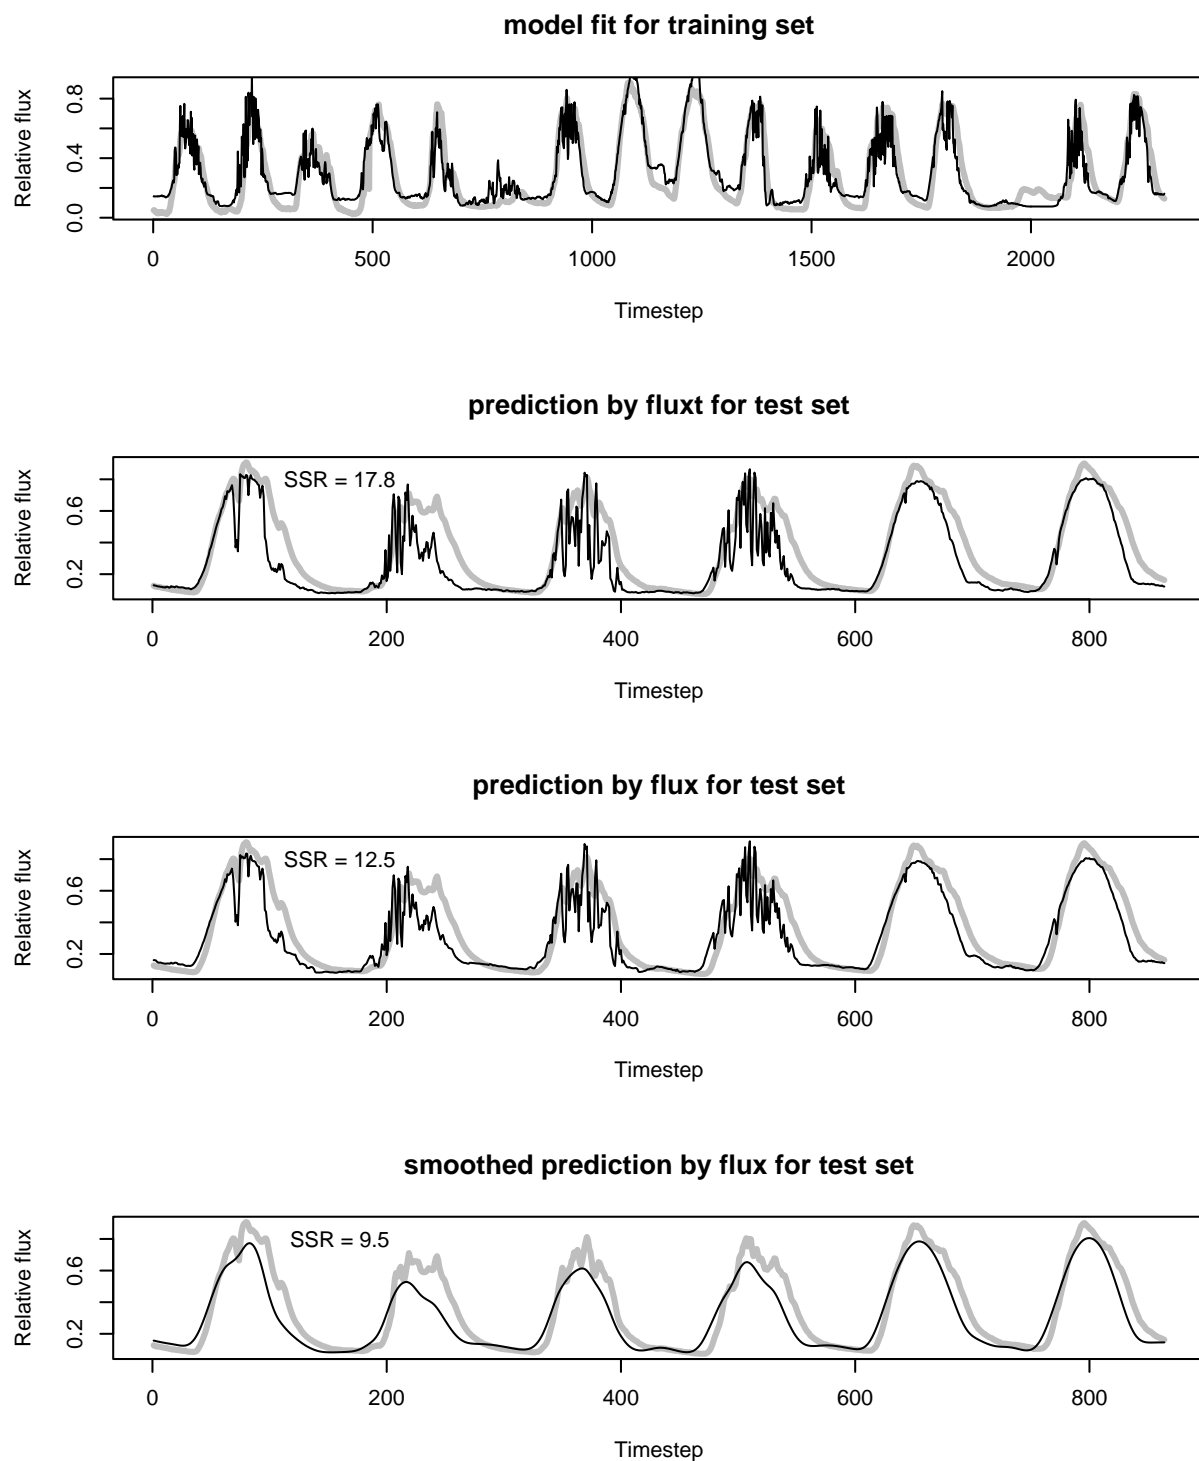 model fit for training set
Relative flux
0.0 0.4 0.8
0 500 1000 1500 2000
Timestep
prediction by fluxt for test set
Relative flux
0.2 0.6
SSR = 17.8
0 200 400 600 800
Timestep
prediction by flux for test set
Relative flux
0.2 0.6
SSR = 12.5
0 200 400 600 800
Timestep
smoothed prediction by flux for test set
Relative flux
0.2 0.6
SSR = 9.5
0 200 400 600 800
Timestep